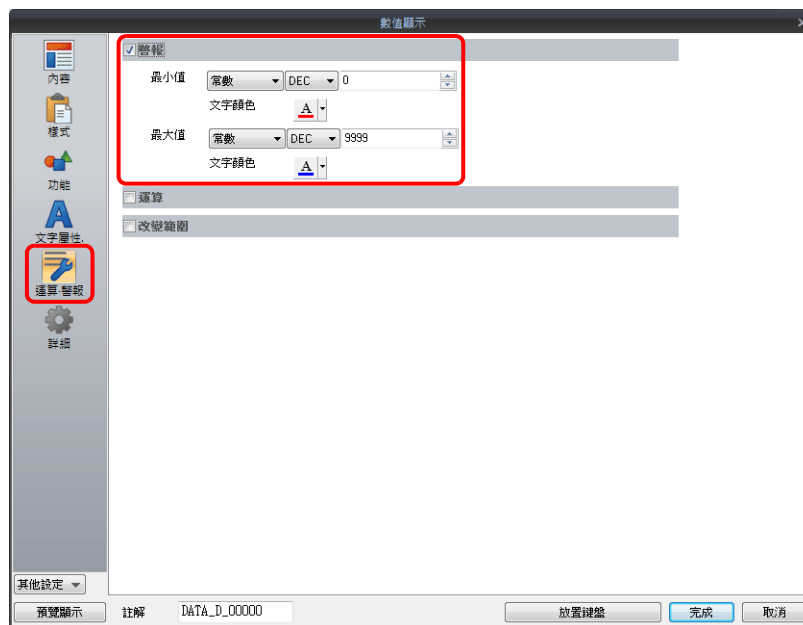 數值顯示
內容
樣式
功能
文字屬性.
運算·警報
詳細
警報
最小值 常數 DEC 0
文字顏色 A
最大值 常數 DEC 9999
文字顏色 A
運算
改變範圍
其他設定
預覽顯示 註解 DATA_D_00000 放置鍵盤 完成 取消